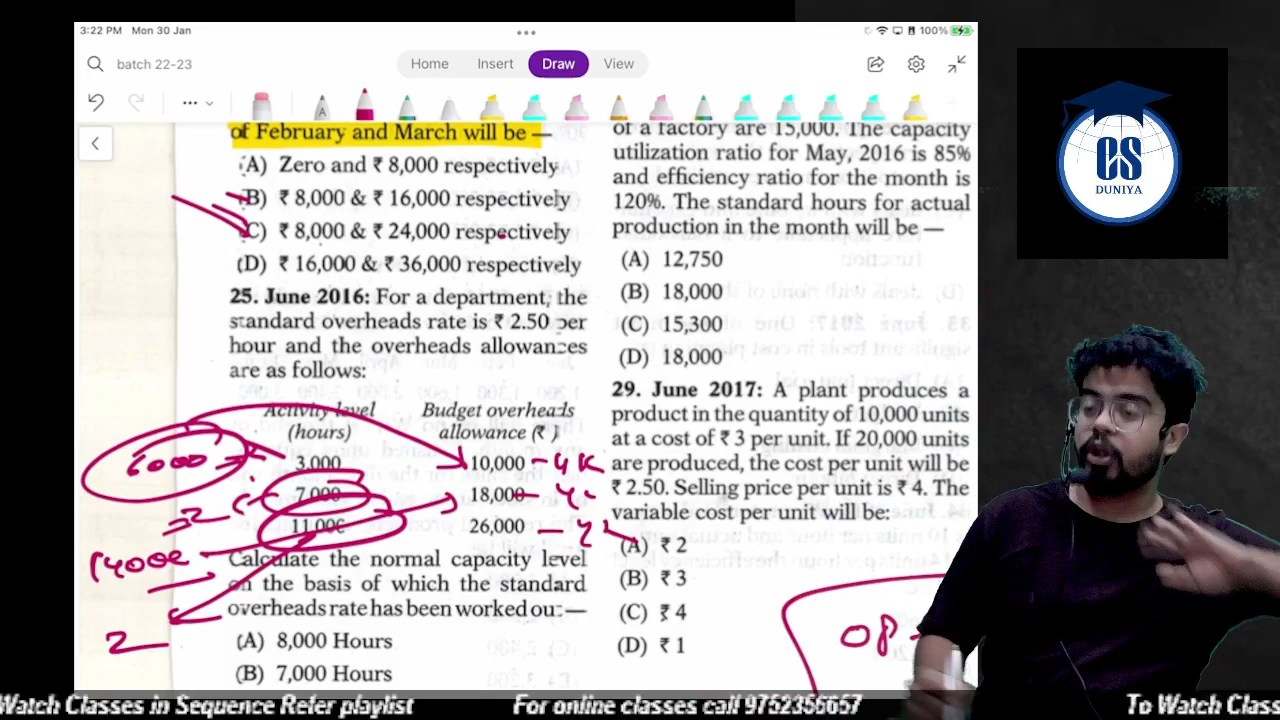 3:22 PM Mon 30 Jan
100%
batch 22-23
Home Insert Draw View
of February and March will be —
(A) Zero and ₹ 8,000 respectively
(B) ₹ 8,000 & ₹ 16,000 respectively
(C) ₹ 8,000 & ₹ 24,000 respectively
(D) ₹ 16,000 & ₹ 36,000 respectively
25. June 2016: For a department, the
standard overheads rate is ₹ 2.50 per
hour and the overheads allowances
are as follows:
Activity level Budget overheads
(hours) allowance (₹)
6000 3,000 10,000 - 4K
7,000 18,000
11,000 26,000
14000
2
Calculate the normal capacity level
on the basis of which the standard
overheads rate has been worked out—
(A) 8,000 Hours
(B) 7,000 Hours
of a factory are 15,000. The capacity
utilization ratio for May, 2016 is 85%
and efficiency ratio for the month is
120%. The standard hours for actual
production in the month will be —
(A) 12,750
(B) 18,000
(C) 15,300
(D) 18,000
29. June 2017: A plant produces a
product in the quantity of 10,000 units
at a cost of ₹ 3 per unit. If 20,000 units
are produced, the cost per unit will be
₹ 2.50. Selling price per unit is ₹ 4. The
variable cost per unit will be:
(A) ₹ 2
(B) ₹ 3
(C) ₹ 4
(D) ₹ 1
OP
CS
DUNIYA
Watch Classes in Sequence Refer playlist For online classes call 9752356657 To Watch Class